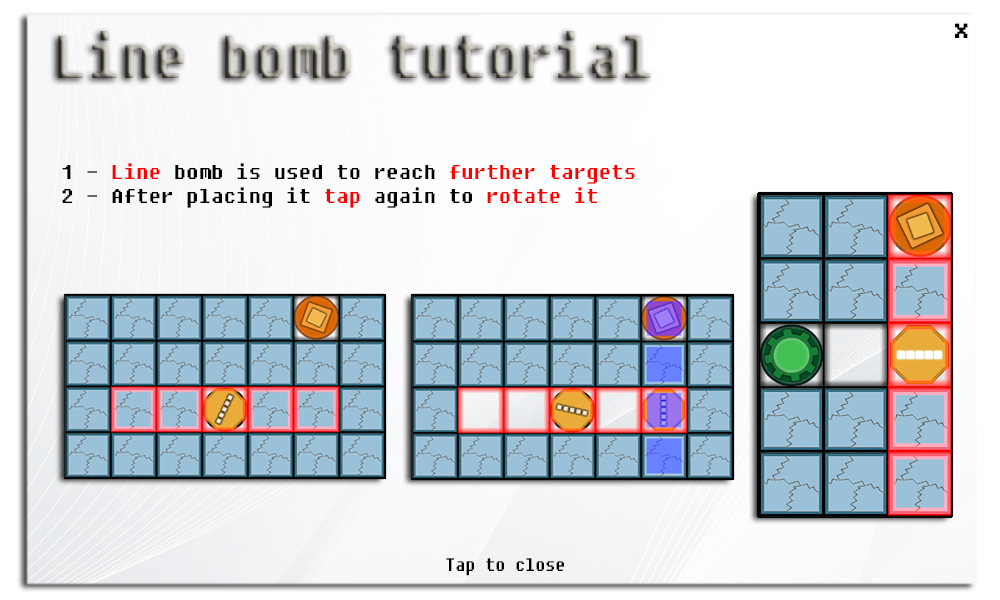 Line bomb tutorial
X
1 - Line bomb is used to reach further targets
2 - After placing it tap again to rotate it
Tap to close